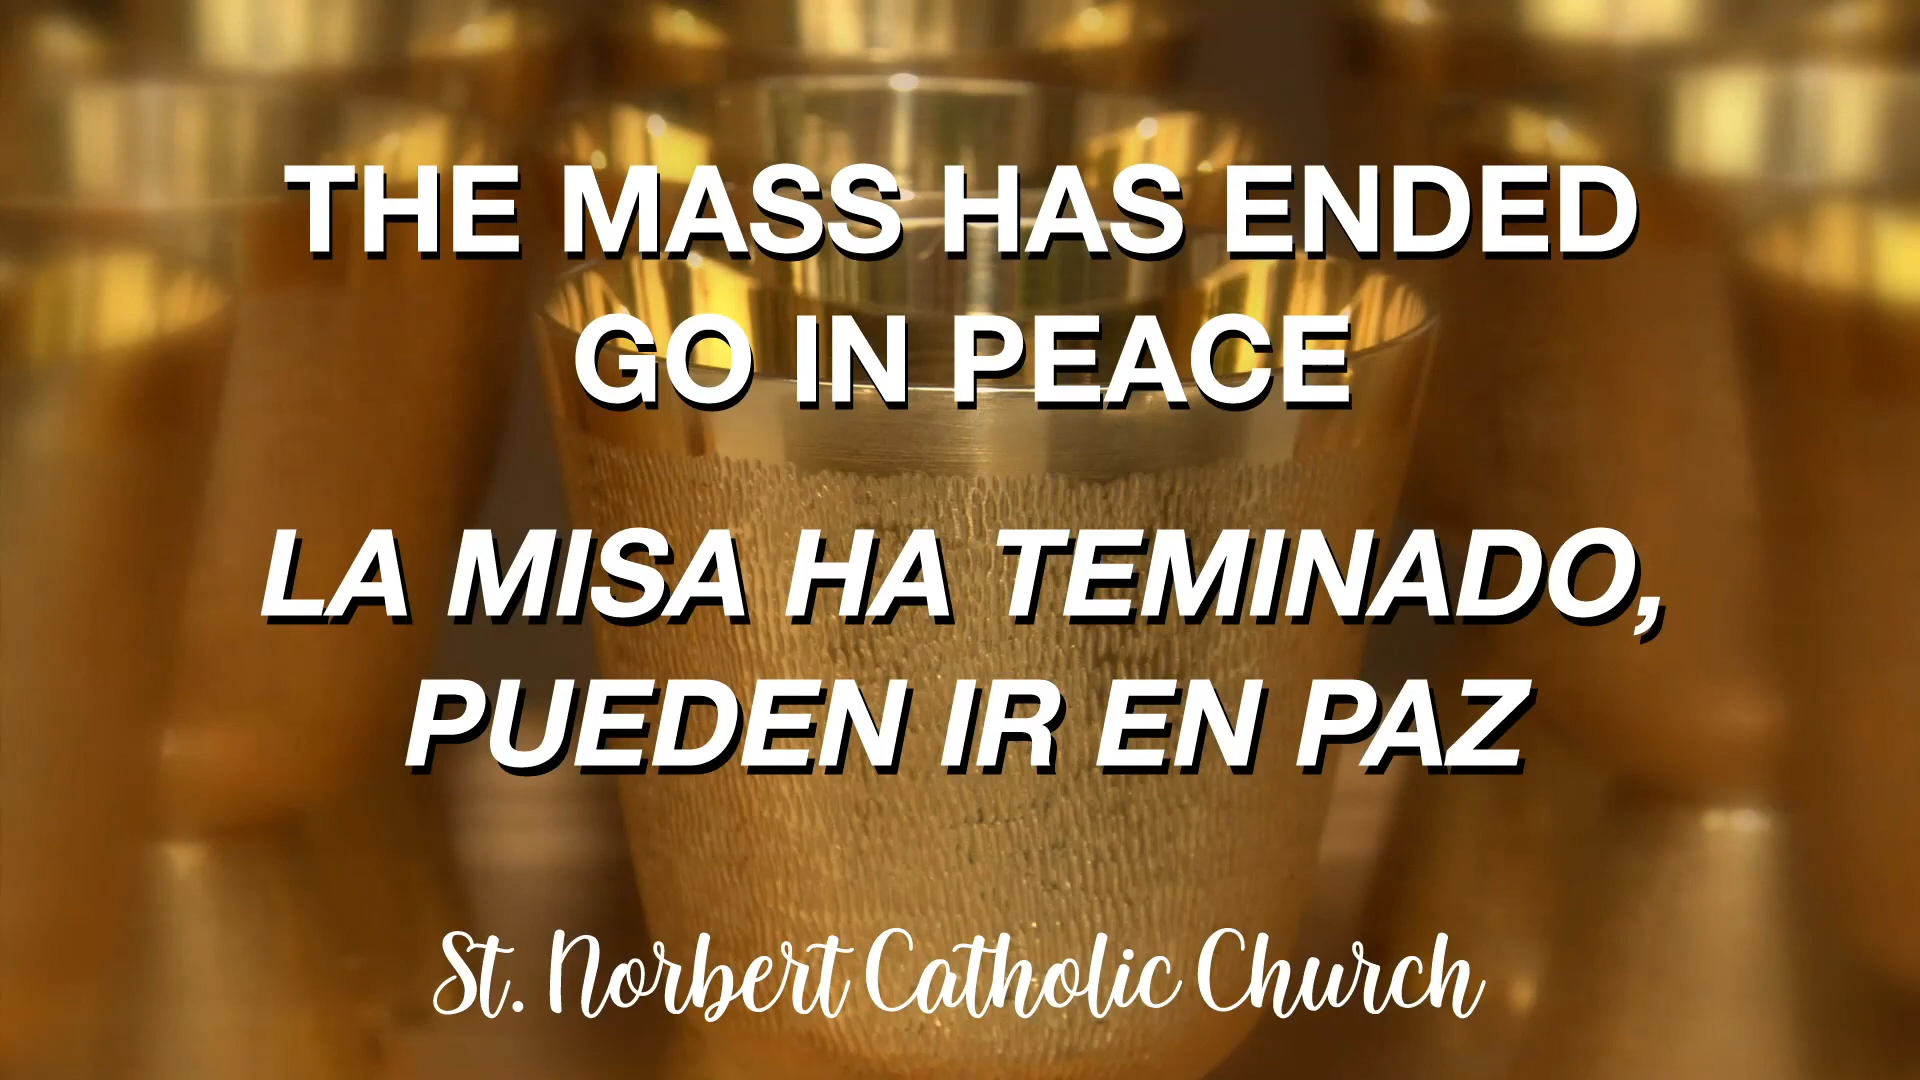 THE MASS HAS ENDED
GO IN PEACE
LA MISA HA TEMINADO,
PUEDEN IR EN PAZ
St. Norbert Catholic Church